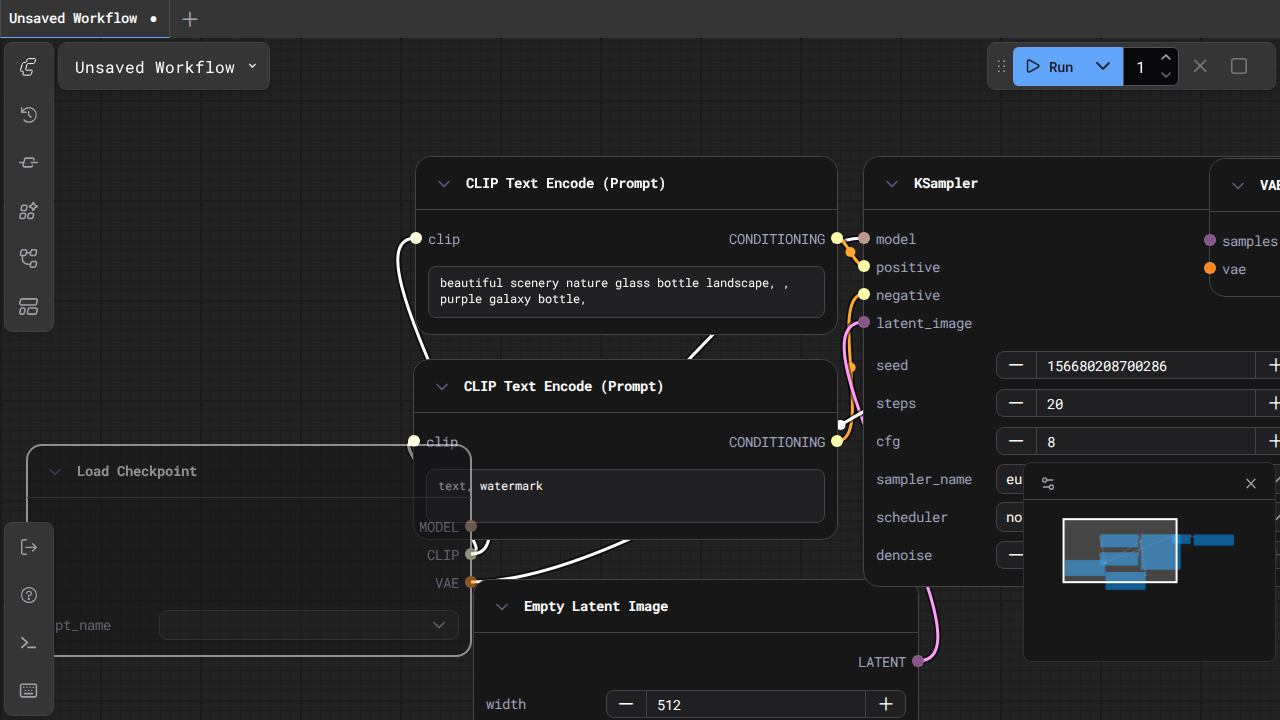 Unsaved Workflow
Unsaved Workflow
Run
1
CLIP Text Encode (Prompt)
clip
CONDITIONING
beautiful scenery nature glass bottle landscape, ,
purple galaxy bottle,
CLIP Text Encode (Prompt)
clip
CONDITIONING
text, watermark
Load Checkpoint
MODEL
CLIP
VAE
pt_name
Empty Latent Image
LATENT
width
512
KSampler
model
positive
negative
latent_image
seed
156680208700286
steps
20
cfg
8
sampler_name
eu
scheduler
no
denoise
VAE
samples
vae